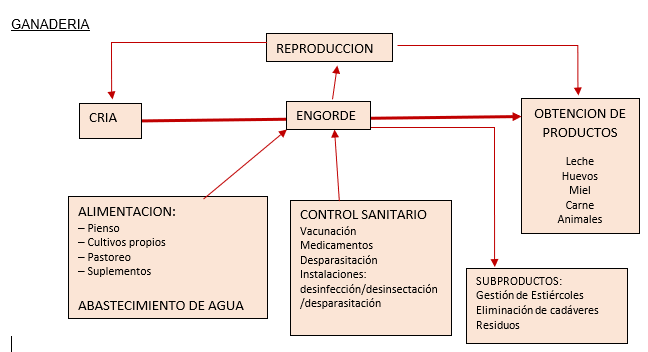 GANADERIA
REPRODUCCION
CRIA
ENGORDE
OBTENCION DE
PRODUCTOS
Leche
Huevos
Miel
Carne
Animales
ALIMENTACION:
– Pienso
– Cultivos propios
– Pastoreo
– Suplementos
ABASTECIMIENTO DE AGUA
CONTROL SANITARIO
Vacunación
Medicamentos
Desparasitación
Instalaciones:
desinfección/desinsectación
/desparasitación
SUBPRODUCTOS:
Gestión de Estiércoles
Eliminación de cadáveres
Residuos